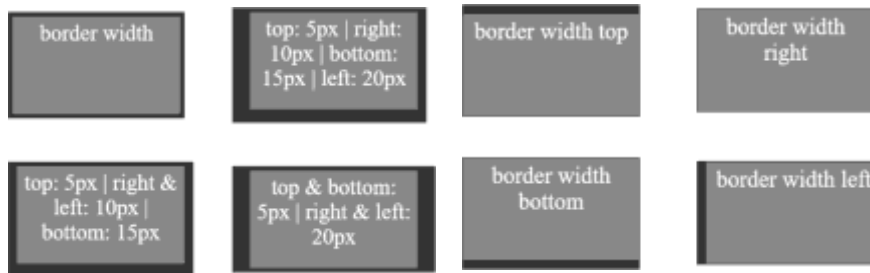 border width
top: 5px | right:
10px | bottom:
15px | left: 20px
border width top
border width
right
top: 5px | right &
left: 10px |
bottom: 15px
top & bottom:
5px | right & left:
20px
border width
bottom
border width left